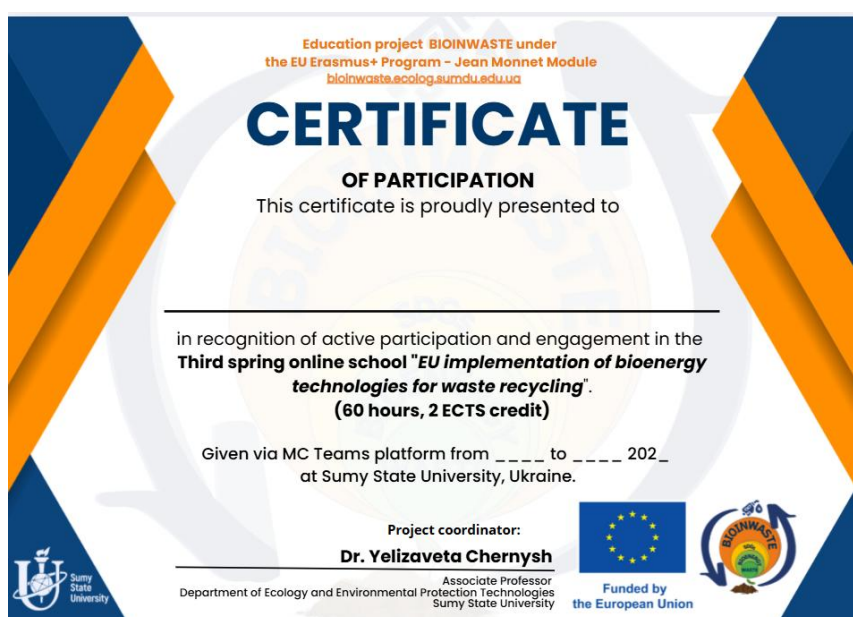 Education project BIOINWASTE under
the EU Erasmus+ Program - Jean Monnet Module
bioinwaste.ecolog.sumdu.edu.ua
CERTIFICATE
OF PARTICIPATION
This certificate is proudly presented to
in recognition of active participation and engagement in the
Third spring online school "EU implementation of bioenergy
technologies for waste recycling".
(60 hours, 2 ECTS credit)
Given via MC Teams platform from _ _ _ _ to _ _ _ _ 202_
at Sumy State University, Ukraine.
Project coordinator:
Dr. Yelizaveta Chernysh
Associate Professor
Department of Ecology and Environmental Protection Technologies
Sumy State University
Sumy
State
University
Funded by
the European Union
BIOINWASTE
SDGs
BIOENERGY
WASTE